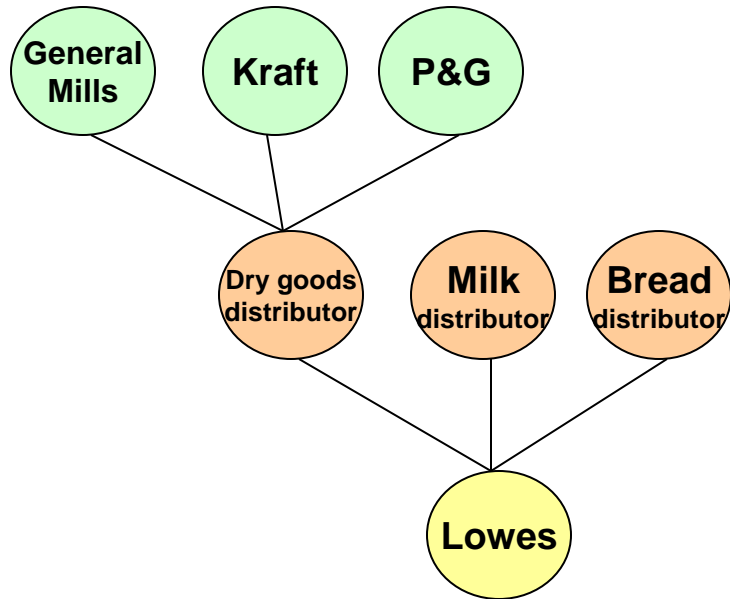 General
Mills
Kraft
P&G
Dry goods
distributor
Milk
distributor
Bread
distributor
Lowes